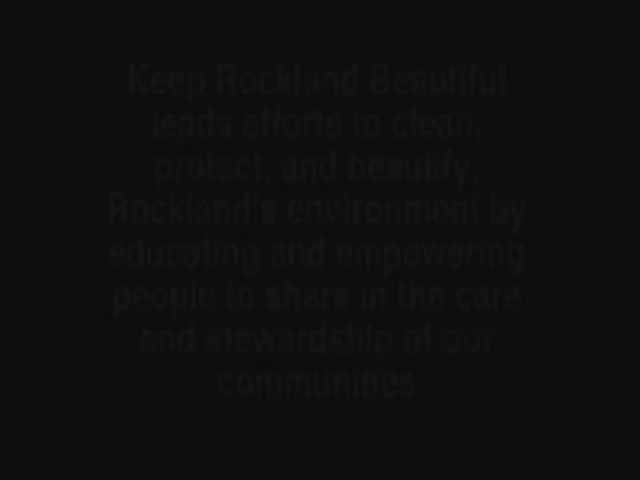 Keep Rockland Beautiful
leads efforts to clean,
protect, and beautify,
Rockland's environment by
educating and empowering
people to share in the care
and stewardship of our
communities